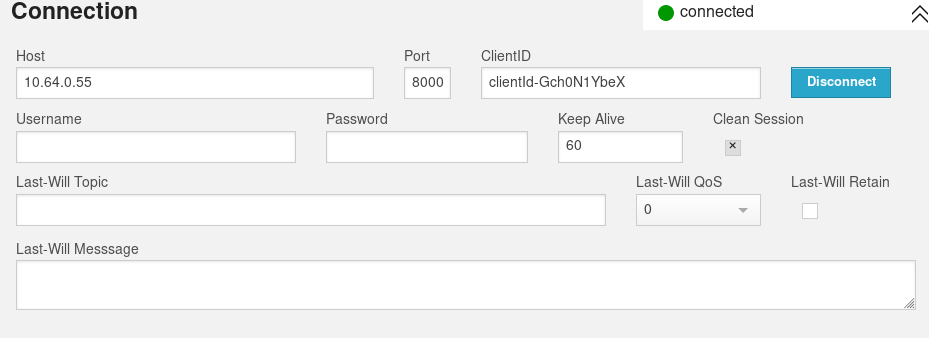 Connection
connected
Host
Port
ClientID
10.64.0.55
8000
clientId-Gch0N1YbeX
Disconnect
Username
Password
Keep Alive
Clean Session
60
Last-Will Topic
Last-Will QoS
Last-Will Retain
0
Last-Will Messsage